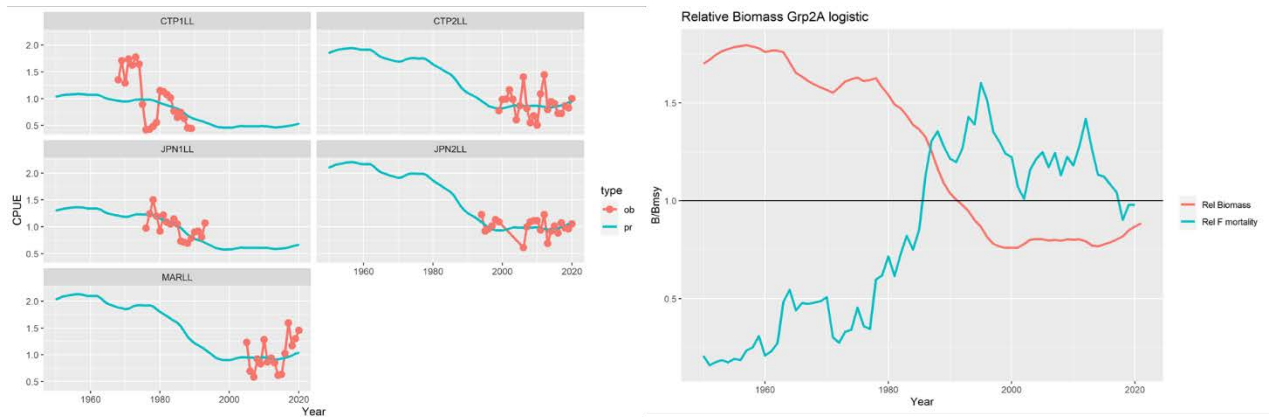 CTP1LL
CTP2LL
2.0
1.5
1.0
0.5
JPN1LL
JPN2LL
2.0
1.5
1.0
0.5
CPUE
type
ob
pr
MARLL
1960 1980 2000 2020
2.0
1.5
1.0
0.5
1960 1980 2000 2020
Year
Relative Biomass Grp2A logistic
1.5
1.0
0.5
B/Bmsy
Rel Biomass
Rel F mortality
1960 1980 2000 2020
Year